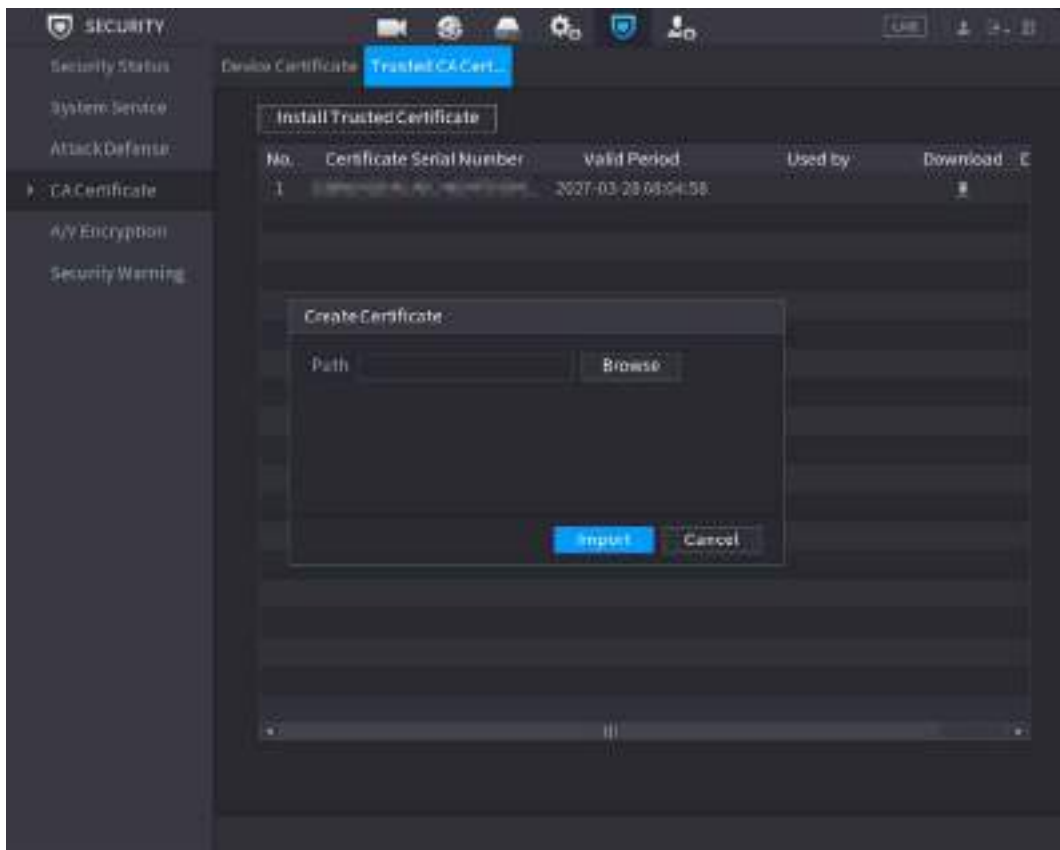 SECURITY
LIVE
Security Status
Device Certificate
Trusted CA Cert...
System Service
Install Trusted Certificate
Attack Defense
No.
Certificate Serial Number
Valid Period
Used by
Download
CA Certificate
1
2027-03-28 08:04:58
A/V Encryption
Security Warning
Create Certificate
Path
Browse
Import
Cancel